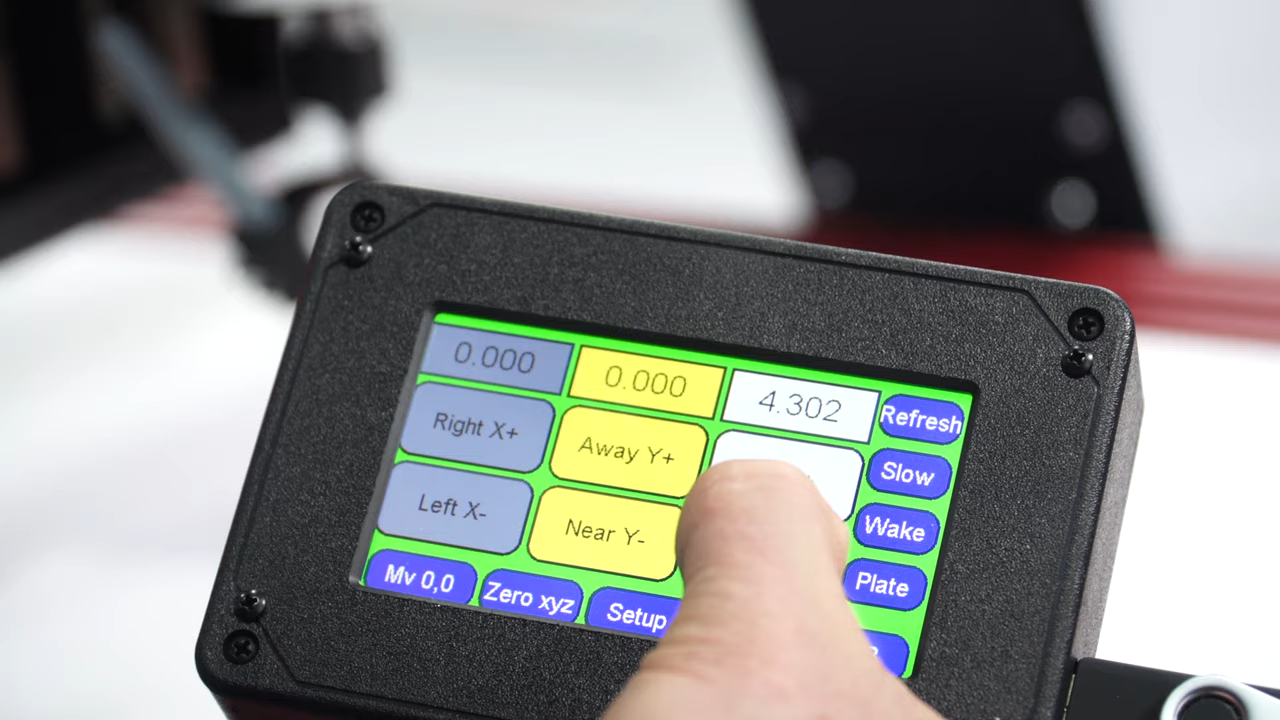 0.000 0.000 4.302 Refresh
Right X+ Away Y+ Slow
Left X- Near Y- Wake
Mv 0,0 Zero xyz Setup Plate